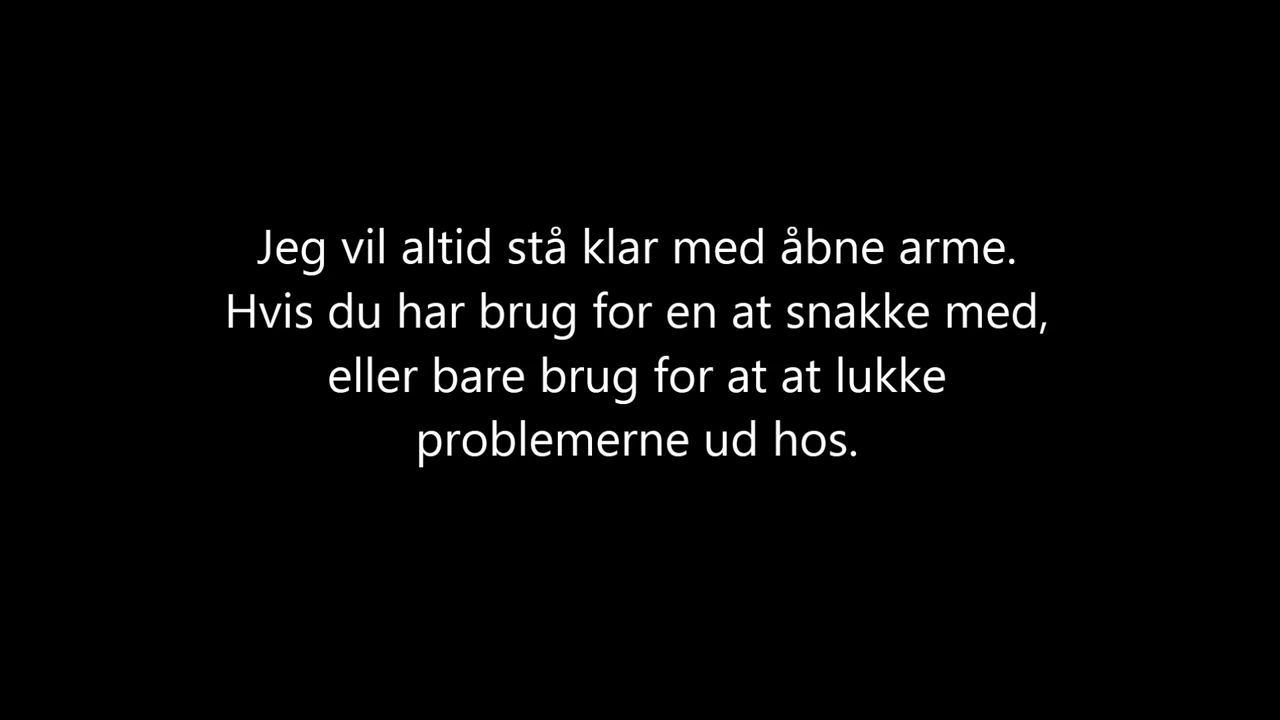 Jeg vil altid stå klar med åbne arme.
Hvis du har brug for en at snakke med,
eller bare brug for at at lukke
problemerne ud hos.